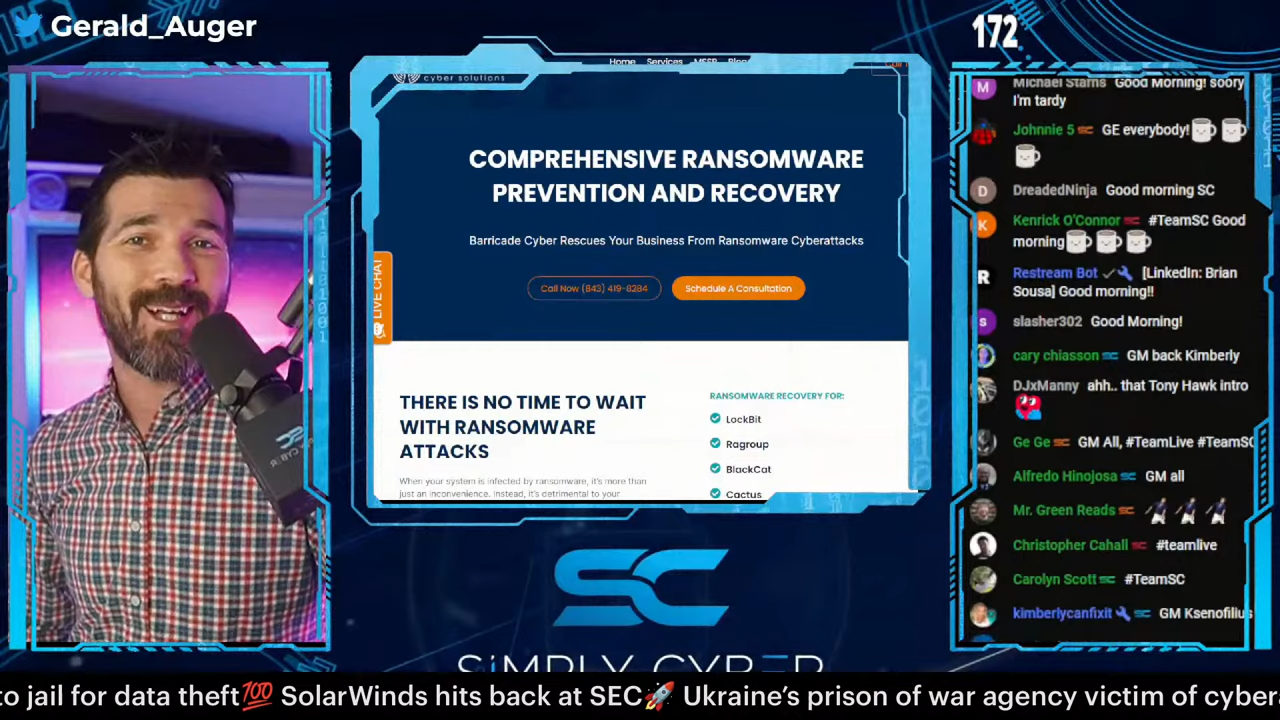 Gerald_Auger
172
cyber solutions
Home Services MSSP Blog
COMPREHENSIVE RANSOMWARE
PREVENTION AND RECOVERY
Barricade Cyber Rescues Your Business From Ransomware Cyberattacks
Call Now (843) 419-8284
Schedule A Consultation
LIVE CHAT
THERE IS NO TIME TO WAIT
WITH RANSOMWARE
ATTACKS
When your system is infected by ransomware, it's more than
just an inconvenience. Instead, it's detrimental to your
RANSOMWARE RECOVERY FOR:
LockBit
Ragroup
BlackCat
Cactus
M Michael Starns Good Morning! soory
I'm tardy
Johnnie 5 GE everybody!
D DreadedNinja Good morning SC
K Kenrick O'Connor #TeamSC Good
morning
R Restream Bot [LinkedIn: Brian
Sousa] Good morning!!
s slasher302 Good Morning!
cary chiasson GM back Kimberly
DJxManny ahh.. that Tony Hawk intro
Ge Ge GM All, #TeamLive #TeamSC
Alfredo Hinojosa GM all
Mr. Green Reads
Christopher Cahall #teamlive
Carolyn Scott #TeamSC
kimberlycanfixit GM Ksenofilius
SC
SIMPLY CYBER
to jail for data theft💯 SolarWinds hits back at SEC🚀 Ukraine's prison of war agency victim of cyber